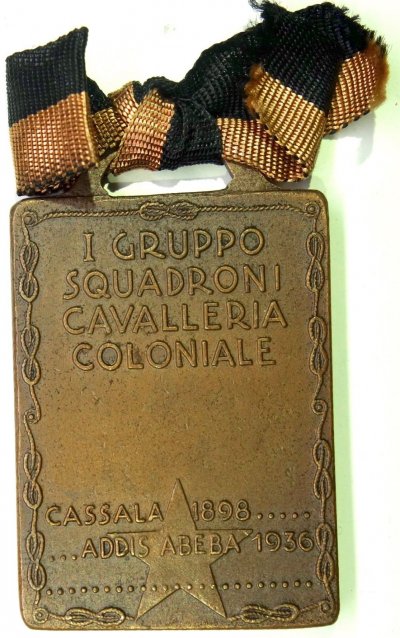 I GRUPPO
SQUADRONI
CAVALLERIA
COLONIALE
CASSALA 1898.....
...ADDIS ABEBA 1936
..............................